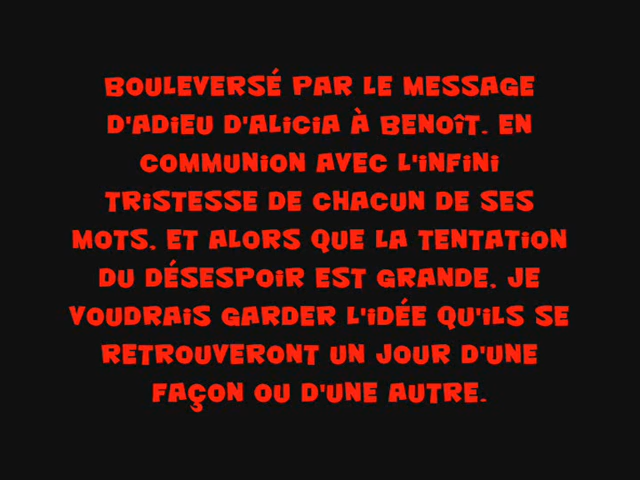 BOULEVERSÉ PAR LE MESSAGE
D'ADIEU D'ALICIA À BENOÎT. EN
COMMUNION AVEC L'INFINI
TRISTESSE DE CHACUN DE SES
MOTS, ET ALORS QUE LA TENTATION
DU DÉSESPOIR EST GRANDE, JE
VOUDRAIS GARDER L'IDÉE QU'ILS SE
RETROUVERONT UN JOUR D'UNE
FAÇON OU D'UNE AUTRE.